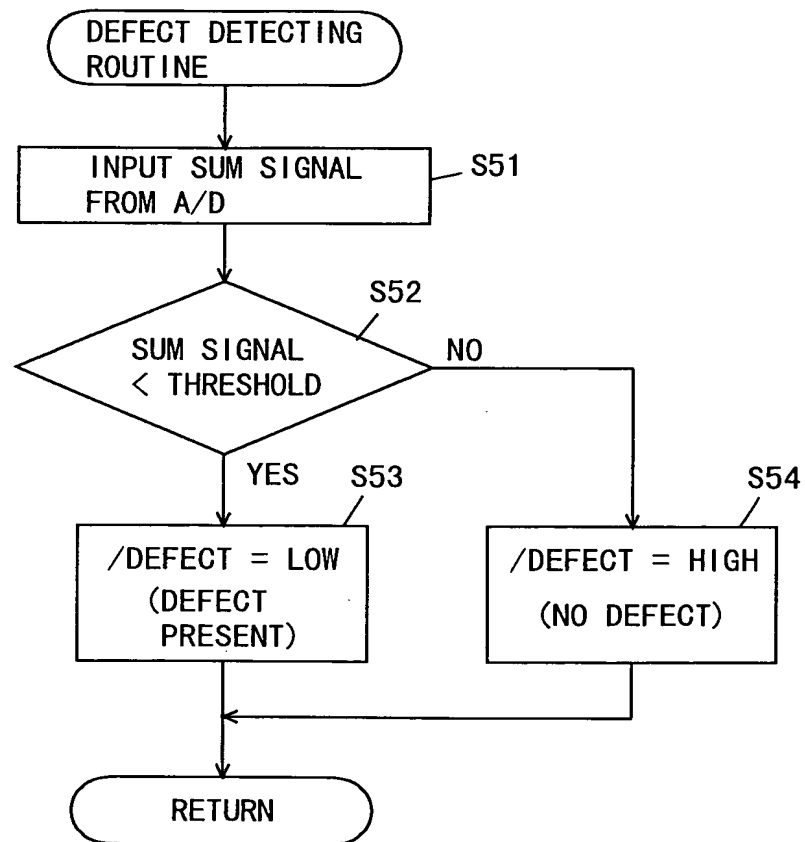 DEFECT DETECTING
ROUTINE
INPUT SUM SIGNAL
FROM A/D
S51
S52
SUM SIGNAL
< THRESHOLD
NO
YES
S53
/DEFECT = LOW
(DEFECT
PRESENT)
S54
/DEFECT = HIGH
(NO DEFECT)
RETURN